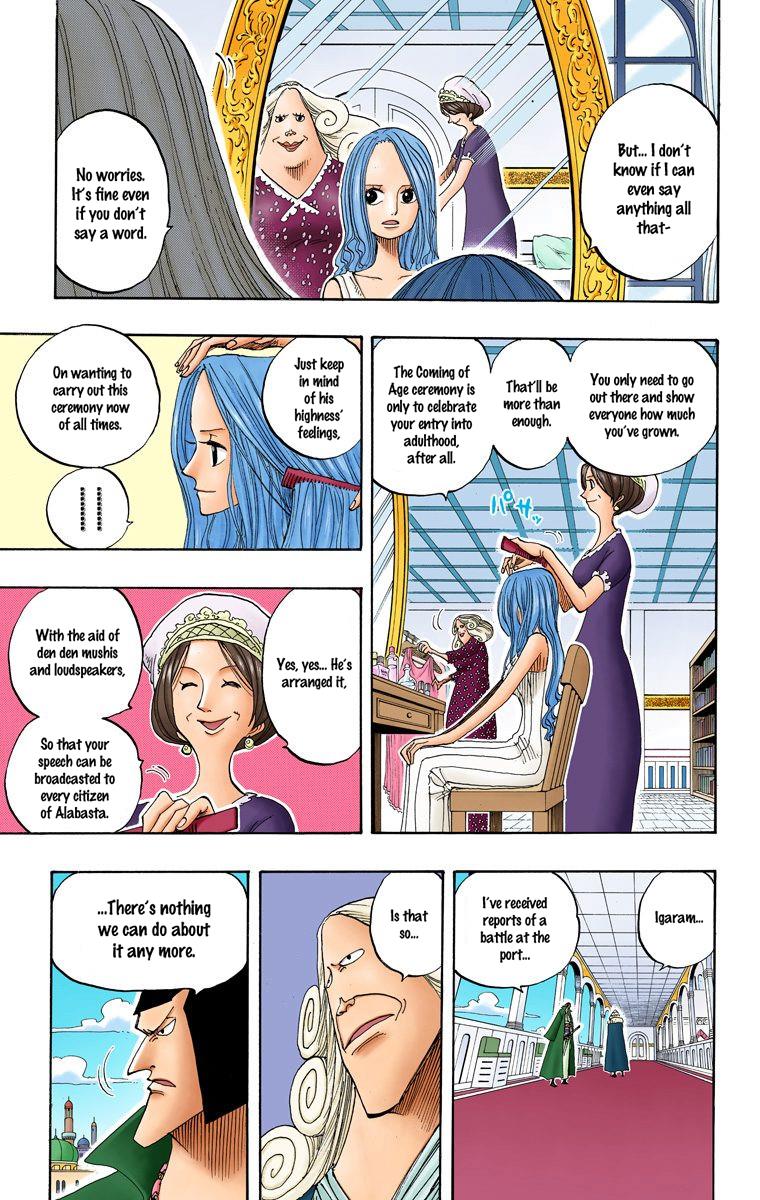 But... I don't
know if I can
even say
anything all
that-
No worries.
It's fine even
if you don't
say a word.
You only need to go
out there and show
everyone how much
you've grown.
That'll be
more than
enough.
The Coming of
Age ceremony is
only to celebrate
your entry into
adulthood,
after all.
パサッ
Just keep
in mind
of his
highness'
feelings,
On wanting to
carry out this
ceremony now
of all times.
Yes, yes... He's
arranged it,
With the aid of
den den mushis
and loudspeakers,
So that your
speech can be
broadcasted to
every citizen
of Alabasta.
Igaram...
I've received
reports of a
battle at the
port...
Is that
so...
...There's nothing
we can do about
it any more.